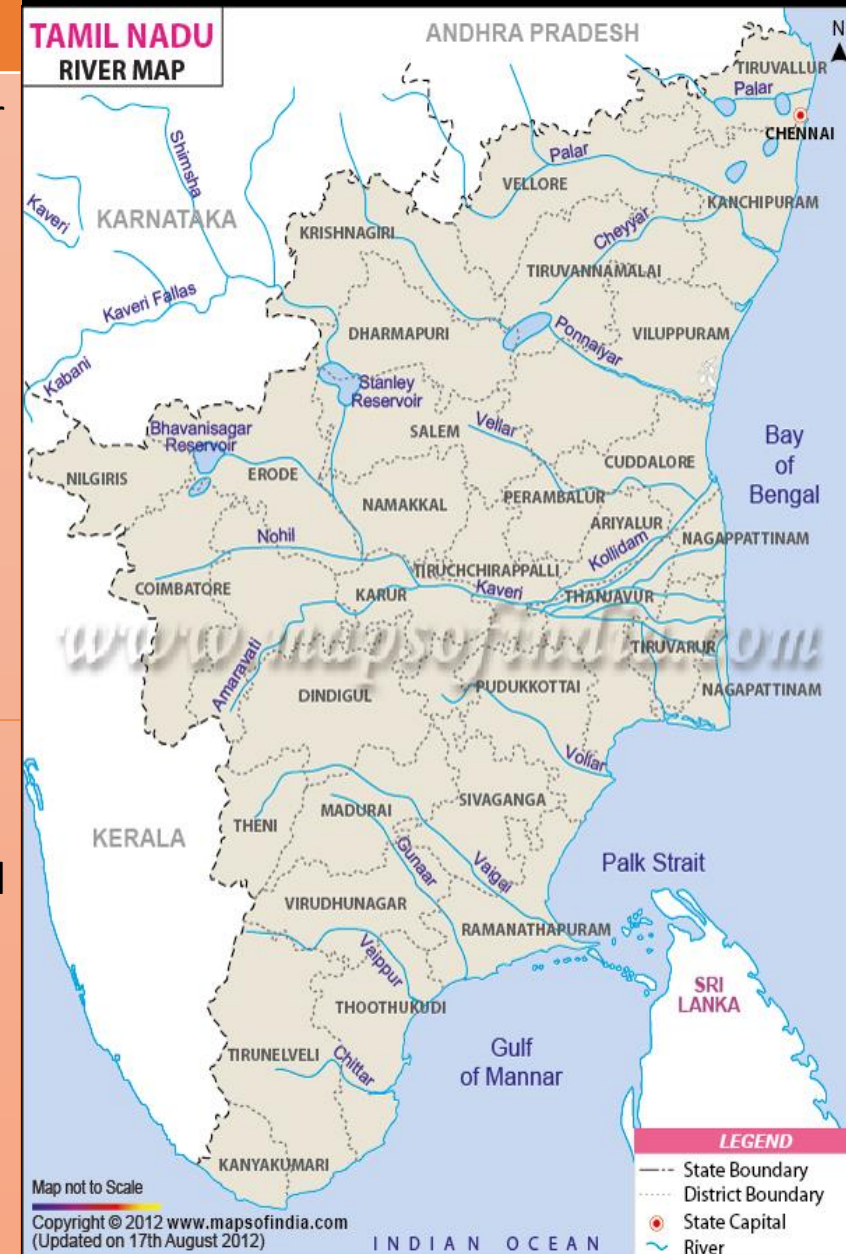 TAMIL NADU
RIVER MAP
ANDHRA PRADESH
N
TIRUVALLUR
Palar
CHENNAI
Shimsha
Palar
VELLORE
Kaveri
KARNATAKA
KANCHIPURAM
KRISHNAGIRI
Cheyyar
TIRUVANNAMALAI
Kaveri Fallas
DHARMAPURI
Ponnaiyar
VILUPPURAM
Kabani
Stanley
Reservoir
Bhavanisagar
Reservoir
SALEM
Vellar
Bay
of
Bengal
CUDDALORE
NILGIRIS
ERODE
NAMAKKAL
PERAMBALUR
ARIYALUR
Kollidam
NAGAPPATTINAM
Nohil
TIRUCHCHIRAPPALLI
COIMBATORE
KARUR
Kaveri
THANJAVUR
www.mapsofindia.com
TIRUVARUR
Amaravati
DINDIGUL
PUDUKKOTTAI
NAGAPATTINAM
Vollar
SIVAGANGA
MADURAI
THENI
KERALA
Gunaar
Vaigai
Palk Strait
VIRUDHUNAGAR
RAMANATHAPURAM
Vaippur
SRI
LANKA
THOOTHUKUDI
TIRUNELVELI
Chittar
Gulf
of Mannar
KANYAKUMARI
LEGEND
State Boundary
District Boundary
State Capital
River
Map not to Scale
Copyright © 2012 www.mapsofindia.com
(Updated on 17th August 2012)
INDIAN OCEAN